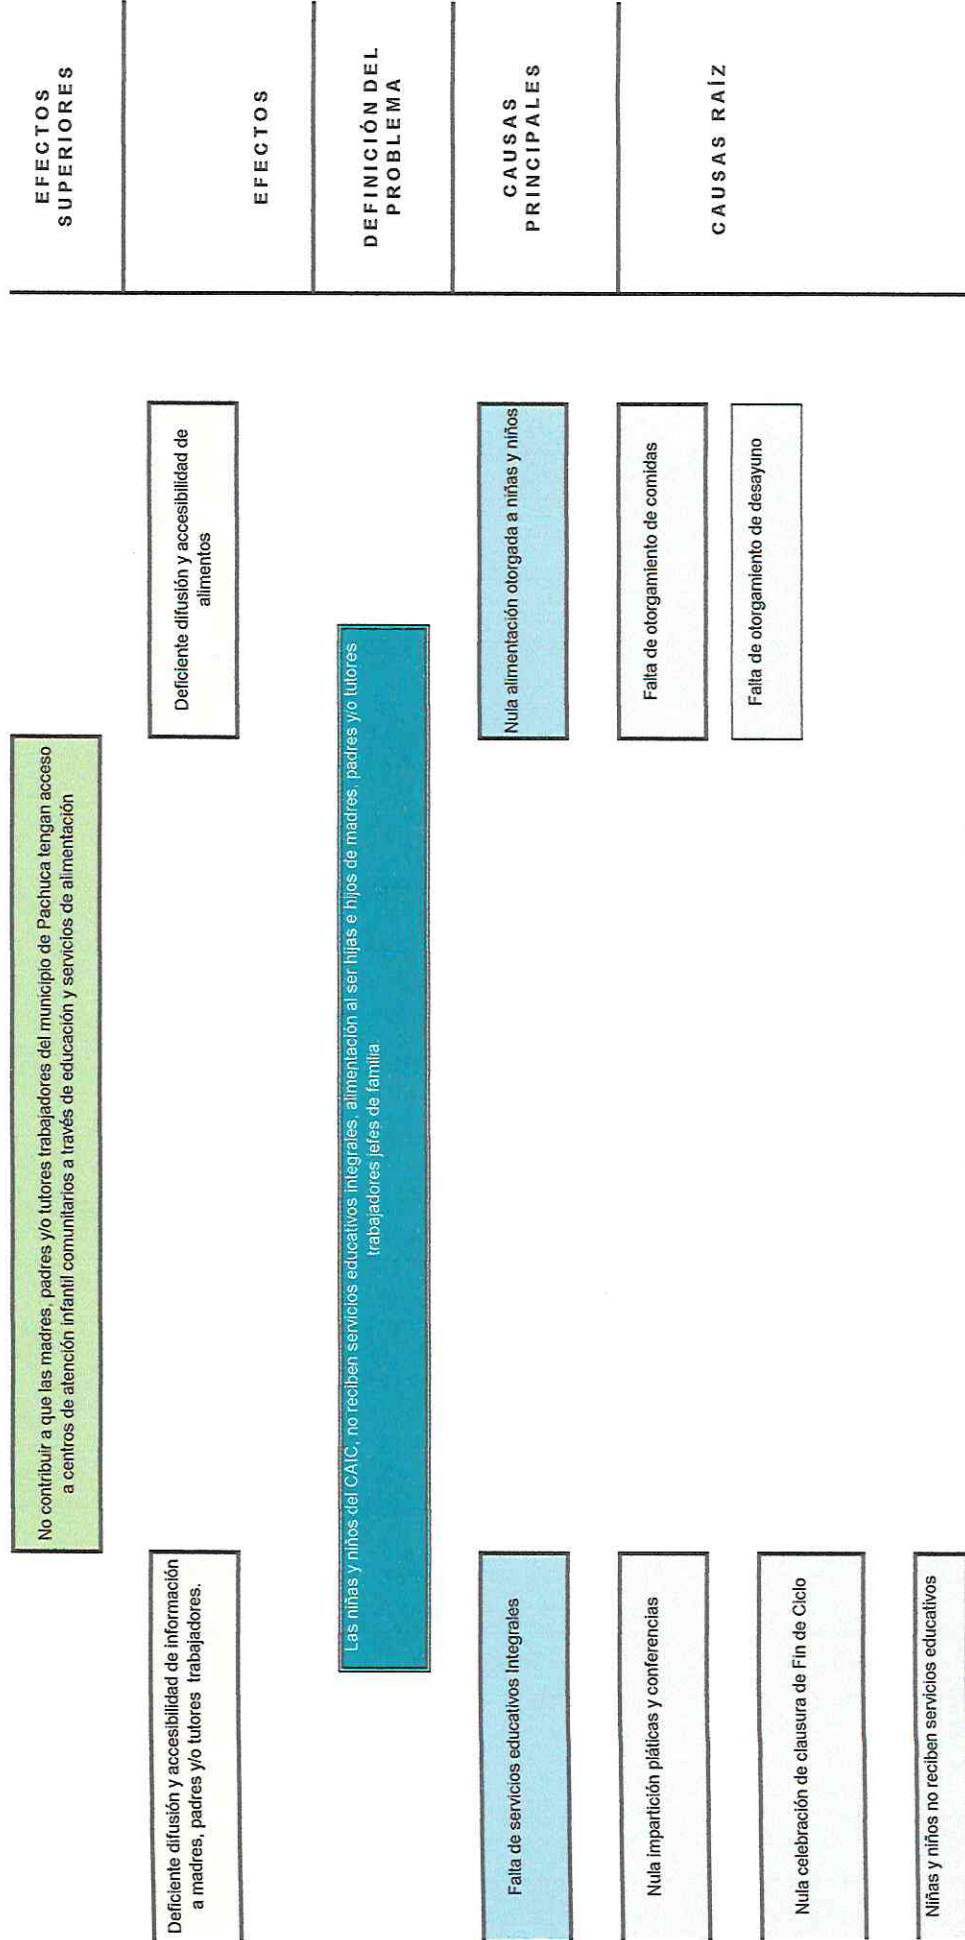 No contribuir a que las madres, padres y/o tutores trabajadores del municipio de Pachuca tengan acceso
a centros de atención infantil comunitarios a través de educación y servicios de alimentación
EFECTOS
SUPERIORES
Deficiente difusión y accesibilidad de información
a madres, padres y/o tutores trabajadores.
Deficiente difusión y accesibilidad de
alimentos
EFECTOS
Las niñas y niños del CAIC, no reciben servicios educativos integrales, alimentación al ser hijas e hijos de madres, padres y/o tutores
trabajadores jefes de familia.
DEFINICIÓN DEL
PROBLEMA
Falta de servicios educativos Integrales
Nula alimentación otorgada a niñas y niños
CAUSAS
PRINCIPALES
Nula impartición pláticas y conferencias
Falta de otorgamiento de comidas
CAUSAS RAÍZ
Nula celebración de clausura de Fin de Ciclo
Falta de otorgamiento de desayuno
Niñas y niños no reciben servicios educativos